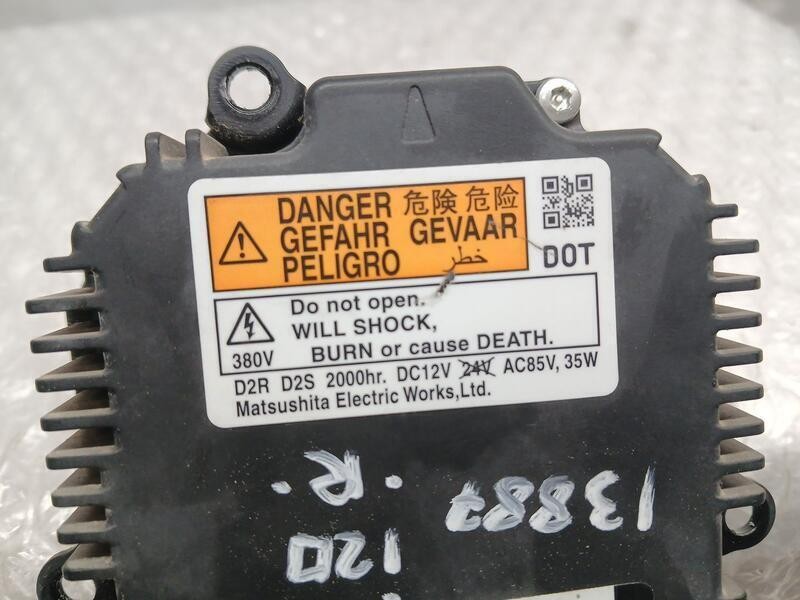 DANGER 危険 危险
GEFAHR GEVAAR
PELIGRO خطر
DOT
Do not open.
WILL SHOCK,
BURN or cause DEATH.
380V
D2R D2S 2000hr. DC12V 24V AC85V, 35W
Matsushita Electric Works,Ltd.
13887
.R.
120